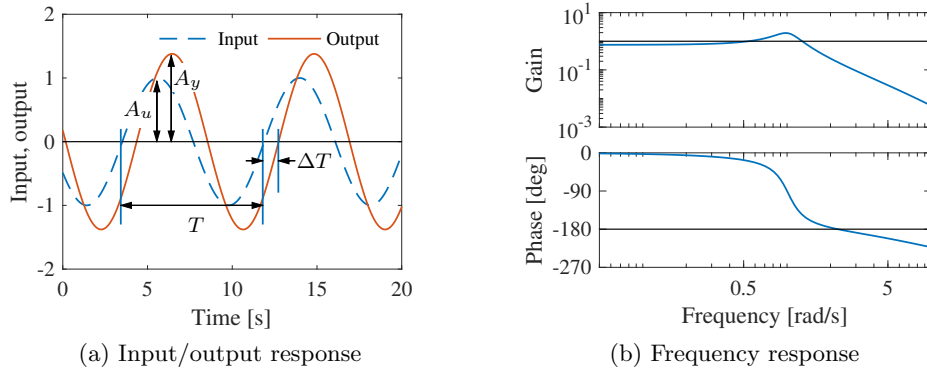 2
Input
Output
1
A_y
A_u
0
ΔT
-1
T
-2
0
5
10
15
20
Input, output
Time [s]
(a) Input/output response
10^1
10^-1
10^-3
Gain
0
-90
-180
-270
Phase [deg]
0.5
5
Frequency [rad/s]
(b) Frequency response